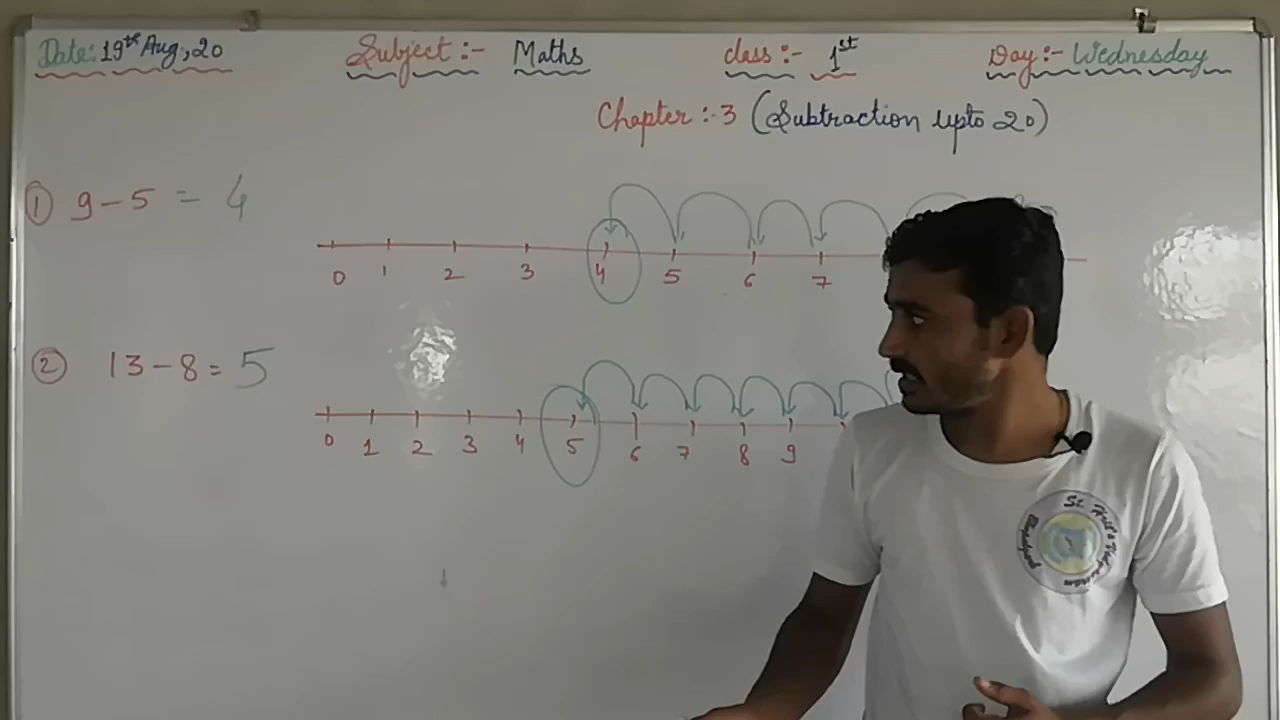 Date:- 19th Aug, 20 Subject :- Maths class :- 1st Day :- Wednesday
Chapter :- 3 (Subtraction upto 20)
① 9 - 5 = 4
0 1 2 3 4 5 6 7
② 13 - 8 = 5
0 1 2 3 4 5 6 7 8 9